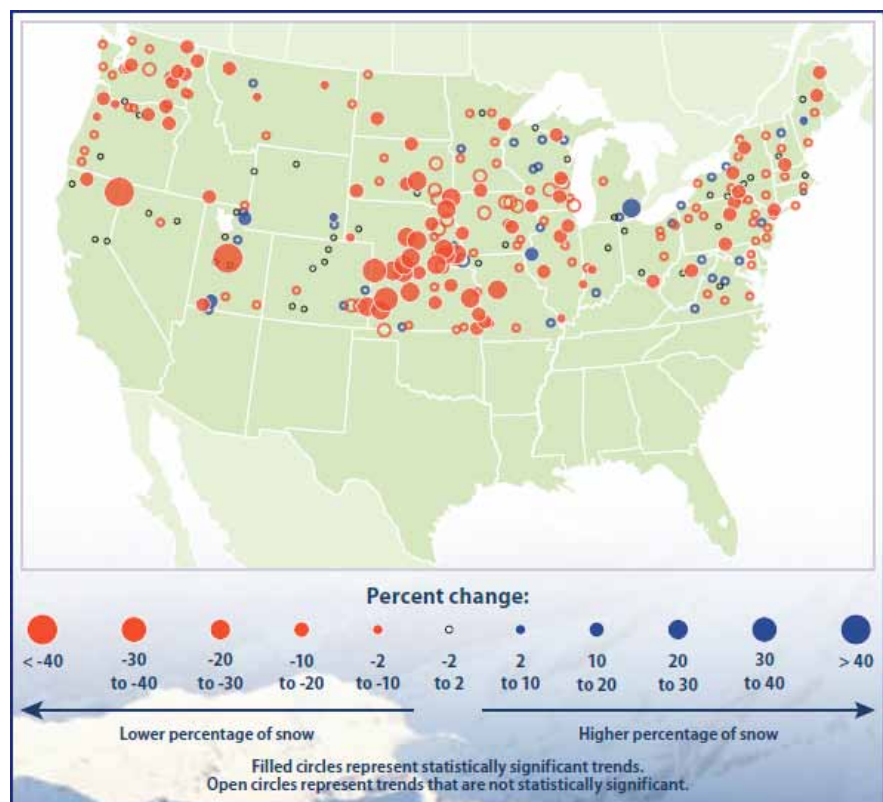 Percent change:
< -40
-30
to -40
-20
to -30
-10
to -20
-2
to -10
-2
to 2
2
to 10
10
to 20
20
to 30
30
to 40
> 40
Lower percentage of snow
Higher percentage of snow
Filled circles represent statistically significant trends.
Open circles represent trends that are not statistically significant.